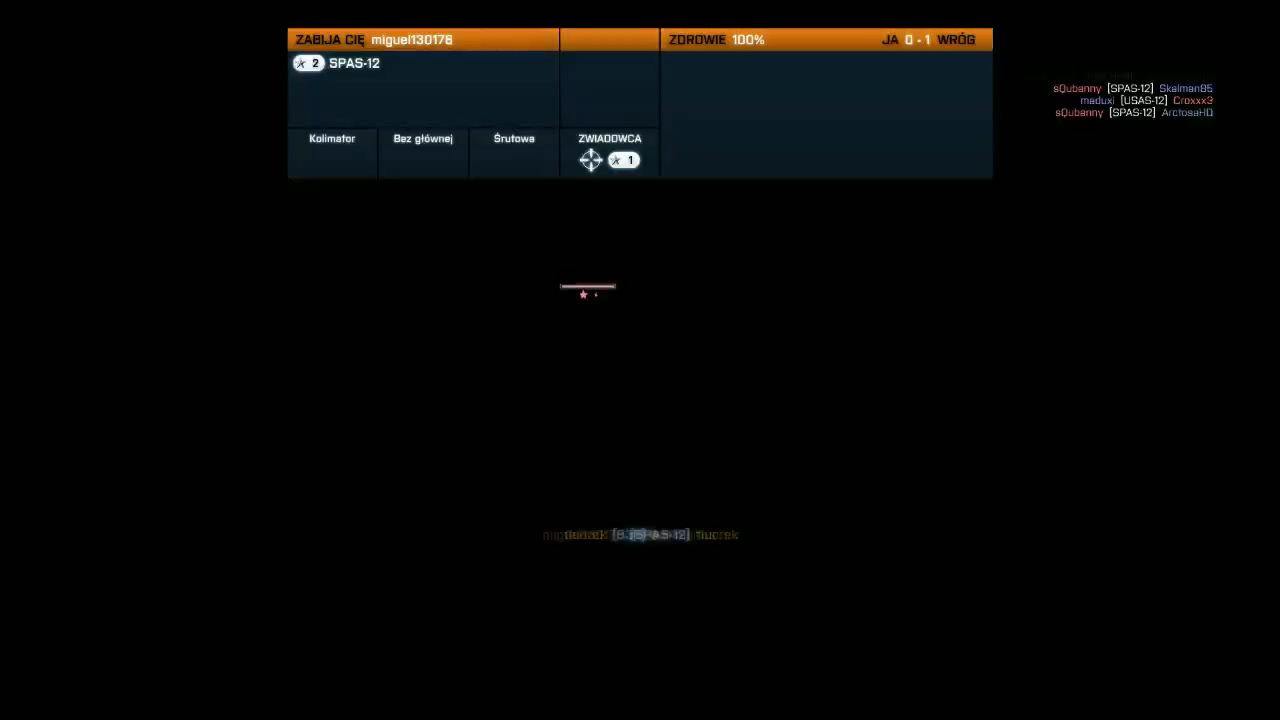 ZABIJA CIĘ miguel130176 ZDROWIE 100% JA 0 - 1 WRÓG
2 SPAS-12
Kolimator Bez głównej Śrutowa ZWIADOWCA
1
sQubanny [SPAS-12] Skalman85
maduxi [USAS-12] Croxxx3
sQubanny [SPAS-12] ArctosaHD